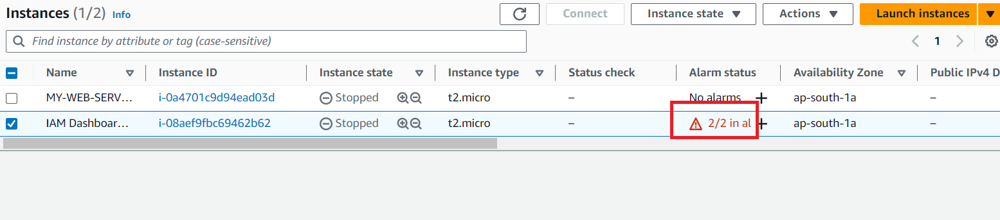 Instances (1/2) Info Connect Instance state Actions Launch instances
Find instance by attribute or tag (case-sensitive) 1
Name Instance ID Instance state Instance type Status check Alarm status Availability Zone Public IPv4 D
MY-WEB-SERV... i-0a4701c9d94ead03d Stopped t2.micro – No alarms + ap-south-1a –
IAM Dashboar... i-08aef9fbc69462b62 Stopped t2.micro – 2/2 in al + ap-south-1a –